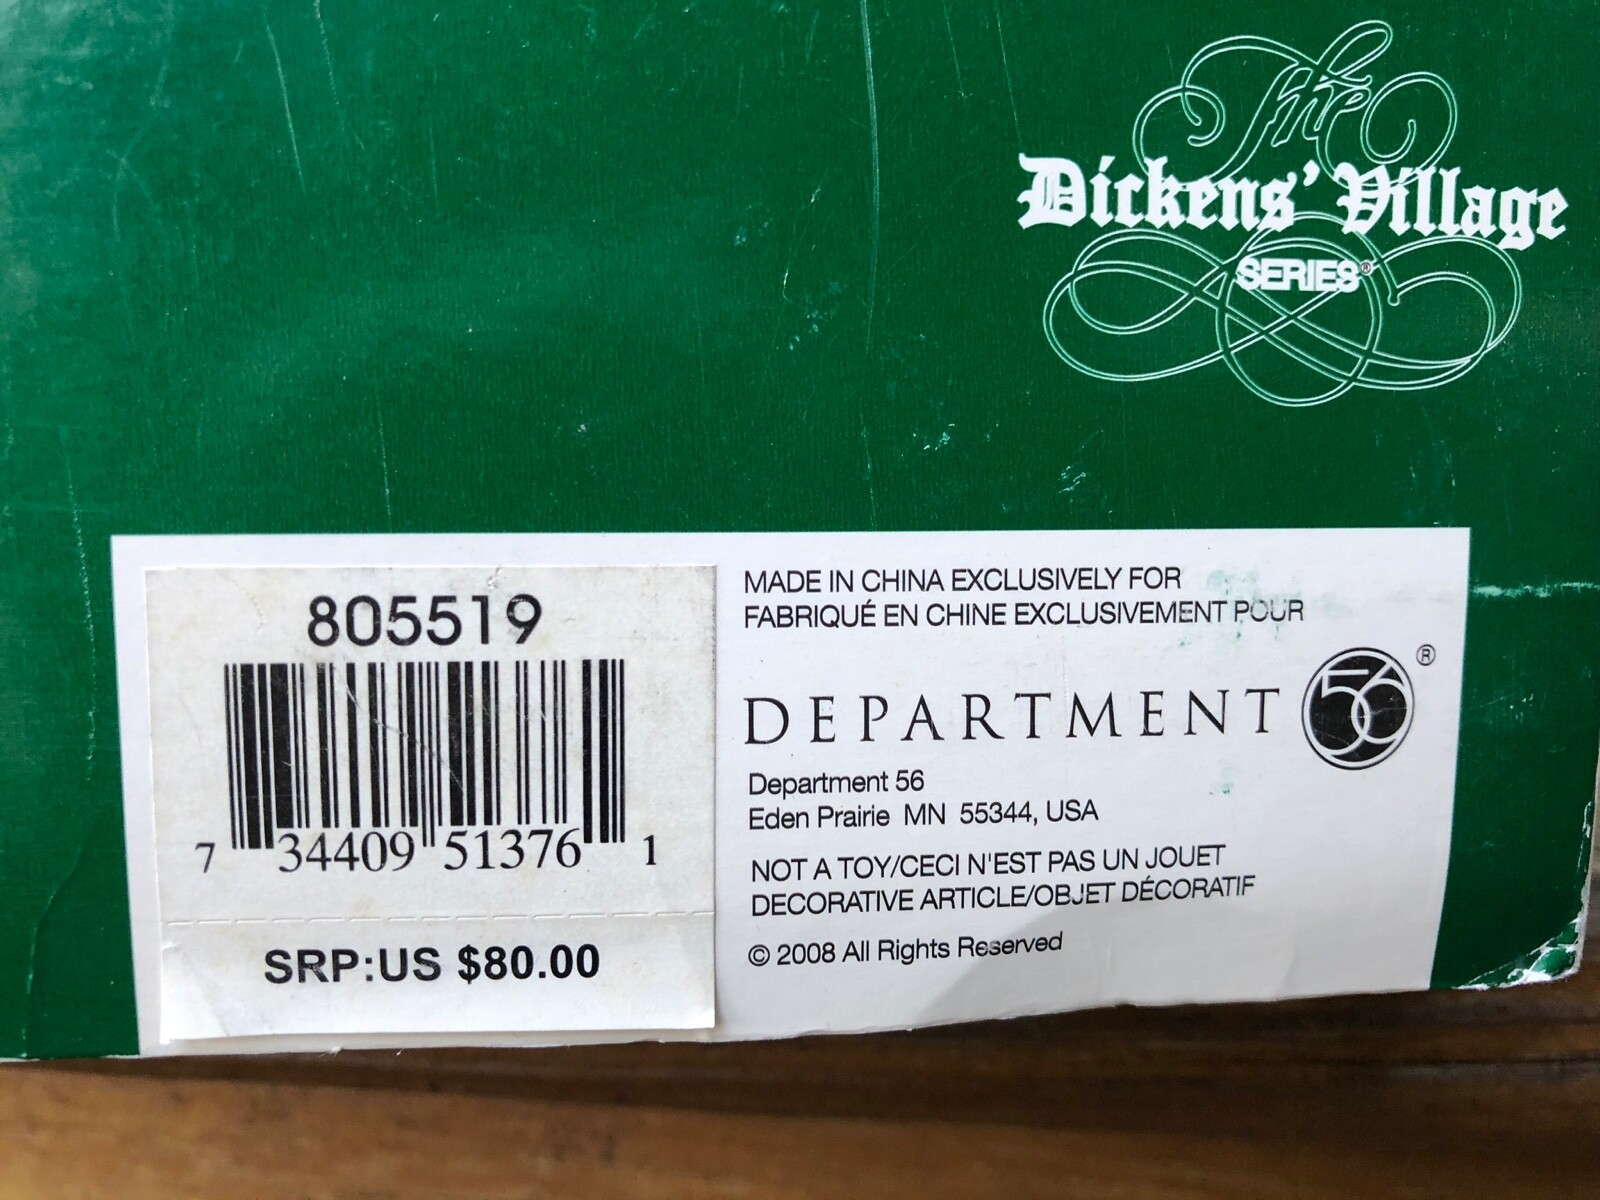 The
Dickens' Village
SERIES®
805519
7 34409 51376 1
SRP:US $80.00
MADE IN CHINA EXCLUSIVELY FOR
FABRIQUÉ EN CHINE EXCLUSIVEMENT POUR
DEPARTMENT 56®
Department 56
Eden Prairie MN 55344, USA
NOT A TOY/CECI N'EST PAS UN JOUET
DECORATIVE ARTICLE/OBJET DÉCORATIF
© 2008 All Rights Reserved